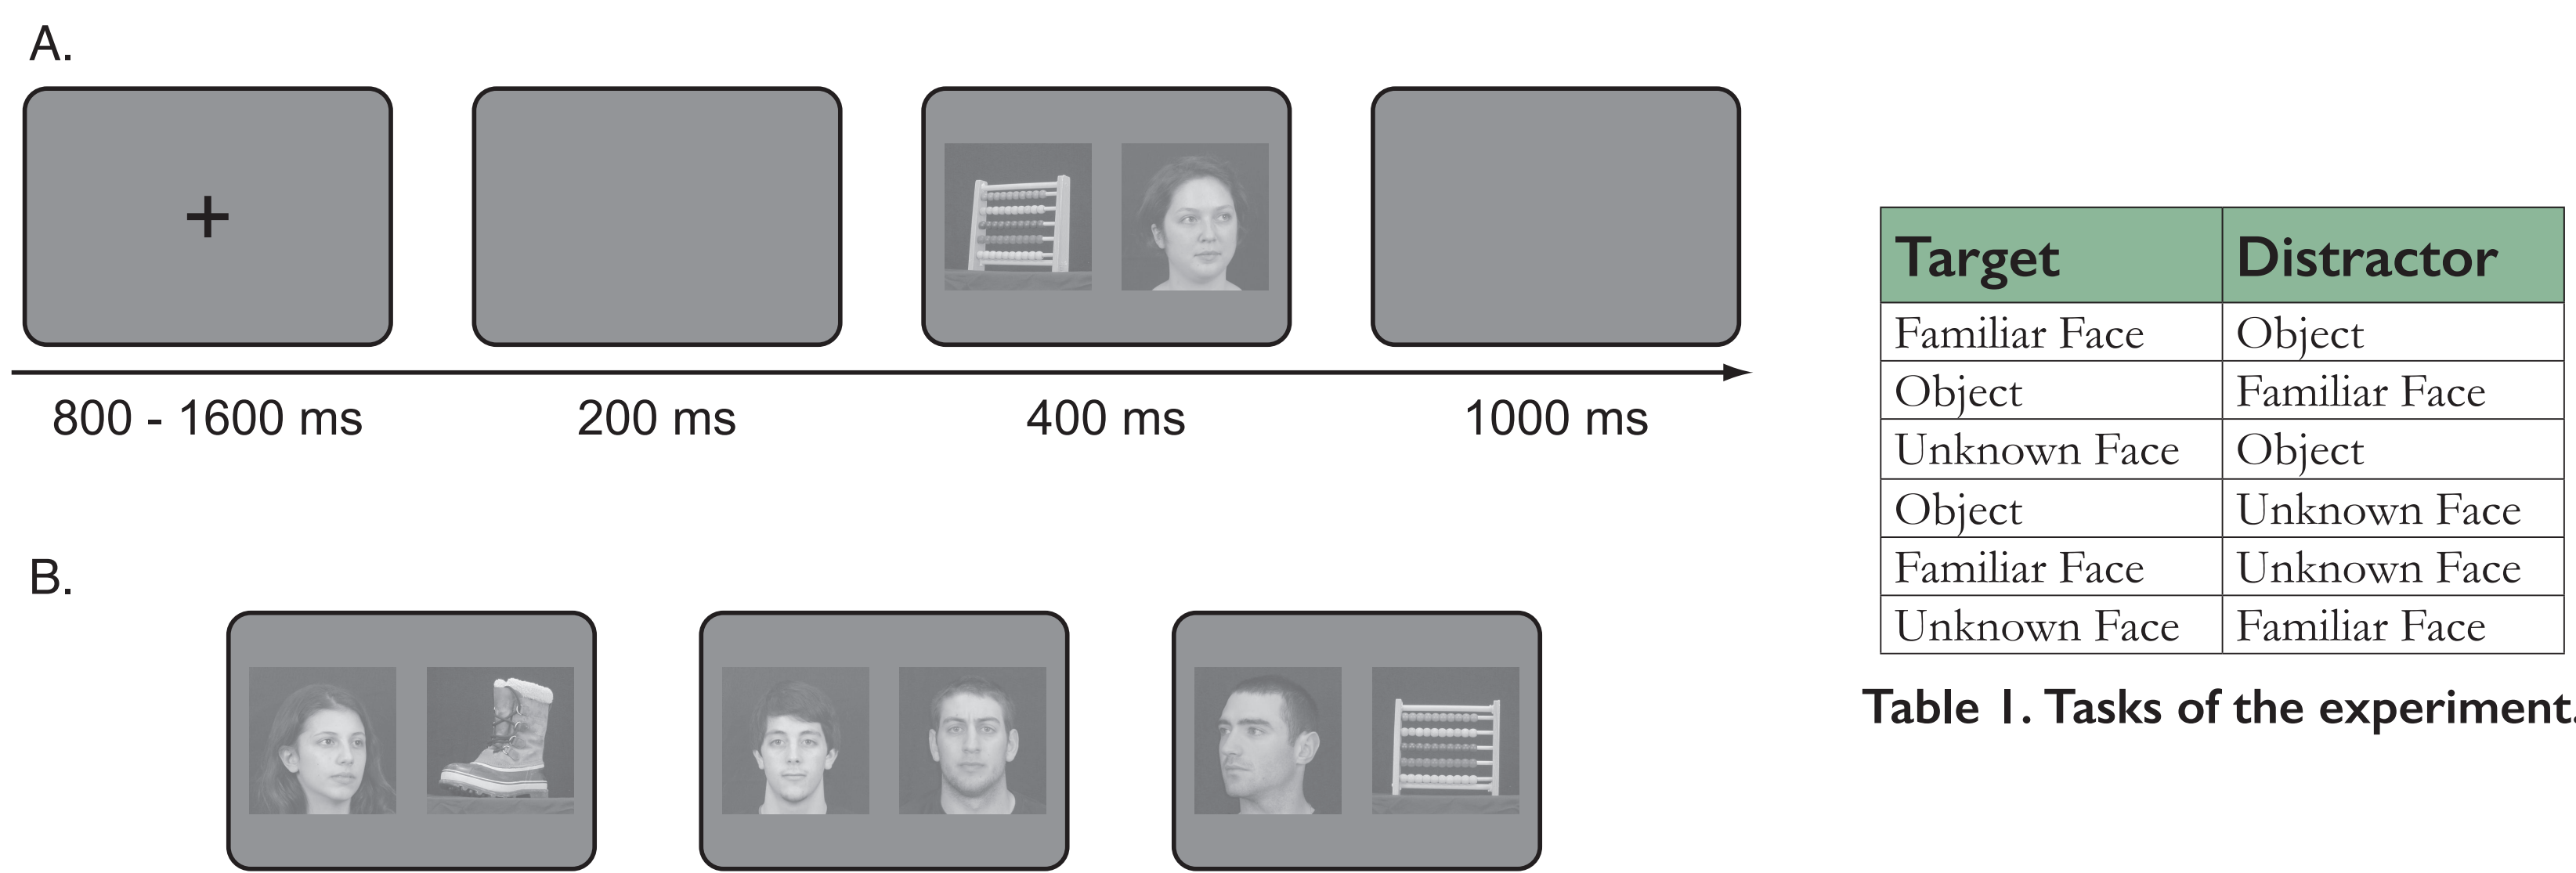 A.
+
800 - 1600 ms 200 ms 400 ms 1000 ms
B.
Target Distractor
Familiar Face Object
Object Familiar Face
Unknown Face Object
Object Unknown Face
Familiar Face Unknown Face
Unknown Face Familiar Face
Table 1. Tasks of the experiment.